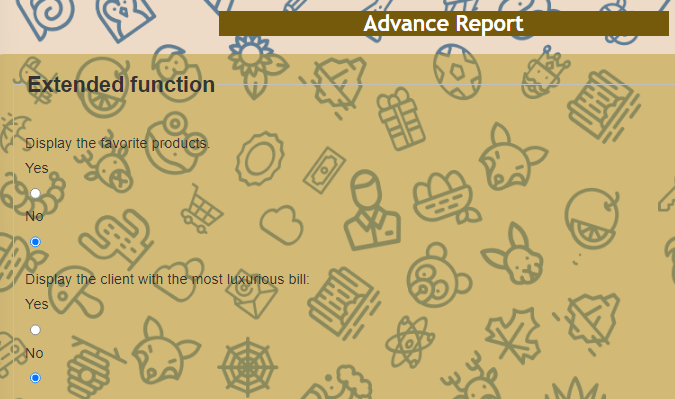 Advance Report
Extended function
Display the favorite products.
Yes
No
Display the client with the most luxurious bill:
Yes
No